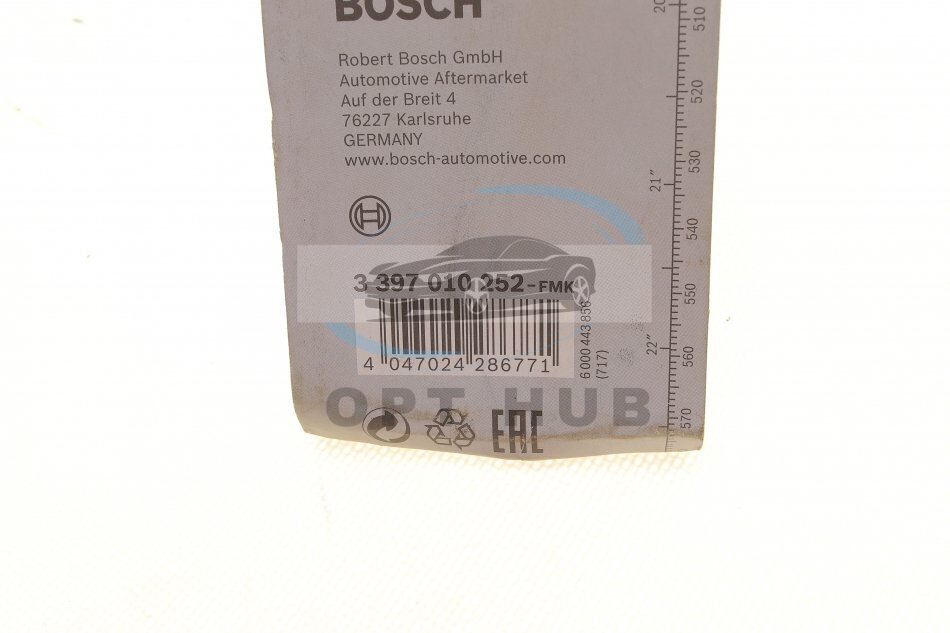 BOSCH
Robert Bosch GmbH
Automotive Aftermarket
Auf der Breit 4
76227 Karlsruhe
GERMANY
www.bosch-automotive.com
3 397 010 252-FMK
4 047024 286771
6 000 443 856
(717)
OPT HUB
EAC
20
510
520
21"
530
540
550
22"
560
570